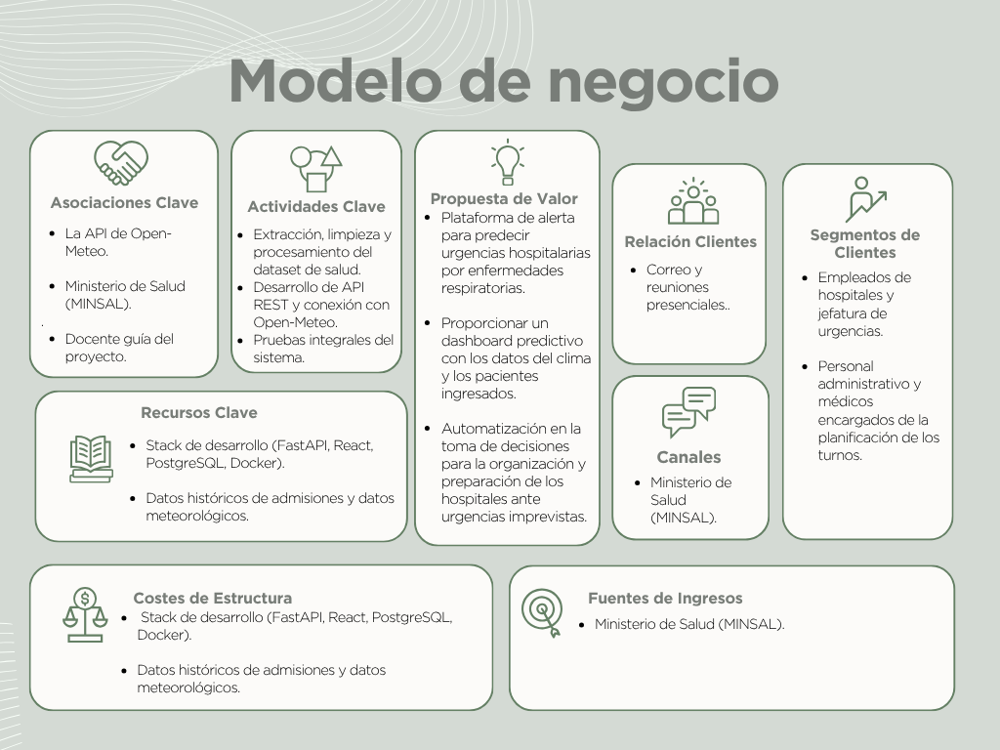 Modelo de negocio
Asociaciones Clave
La API de Open-
Meteo.
Ministerio de Salud
(MINSAL).
.
Docente guía del
proyecto.
Actividades Clave
Extracción, limpieza y
procesamiento del
dataset de salud.
Desarrollo de API
REST y conexión con
Open-Meteo.
Pruebas integrales del
sistema.
Recursos Clave
Stack de desarrollo (FastAPI, React,
PostgreSQL, Docker).
Datos históricos de admisiones y datos
meteorológicos.
Propuesta de Valor
Plataforma de alerta
para predecir
urgencias hospitalarias
por enfermedades
respiratorias.
Proporcionar un
dashboard predictivo
con los datos del clima
y los pacientes
ingresados.
Automatización en la
toma de decisiones
para la organización y
preparación de los
hospitales ante
urgencias imprevistas.
Relación Clientes
Correo y
reuniones
presenciales..
Canales
Ministerio de
Salud
(MINSAL).
Segmentos de
Clientes
Empleados de
hospitales y
jefatura de
urgencias.
Personal
administrativo y
médicos
encargados de la
planificación de los
turnos.
Costes de Estructura
Stack de desarrollo (FastAPI, React, PostgreSQL,
Docker).
Datos históricos de admisiones y datos
meteorológicos.
Fuentes de Ingresos
Ministerio de Salud (MINSAL).